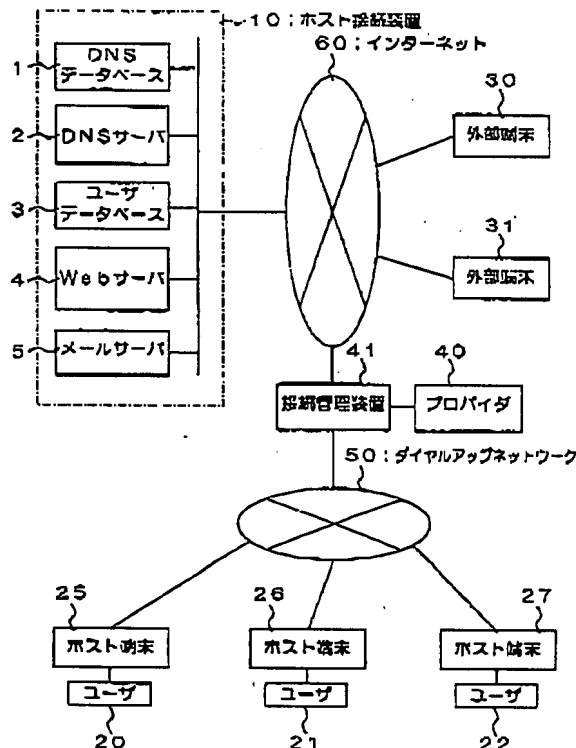 10：ホスト接続装置
60：インターネット
1
DNS
データベース
2
DNSサーバ
3
ユーザ
データベース
4
Webサーバ
5
メールサーバ
30
外部端末
31
外部端末
41
接続管理装置
40
プロバイダ
50：ダイヤルアップネットワーク
25
ホスト端末
26
ホスト端末
27
ホスト端末
ユーザ
20
ユーザ
21
ユーザ
22